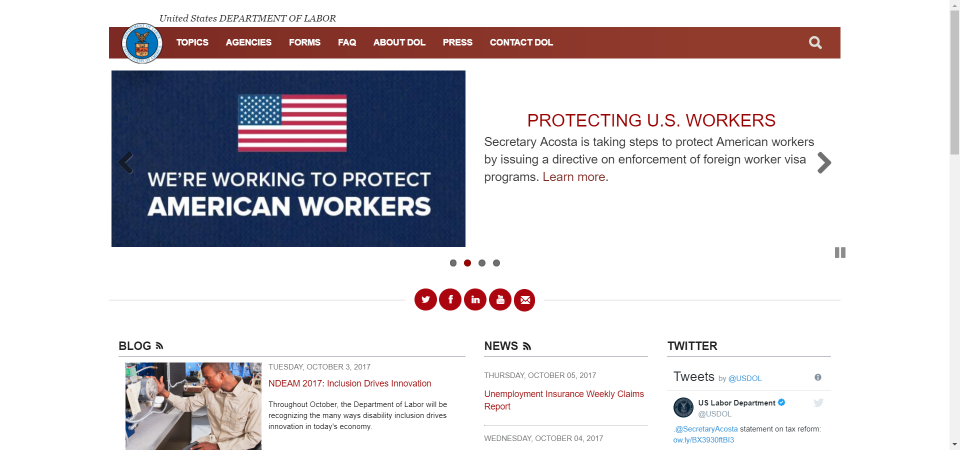 United States DEPARTMENT OF LABOR
TOPICS AGENCIES FORMS FAQ ABOUT DOL PRESS CONTACT DOL
WE'RE WORKING TO PROTECT
AMERICAN WORKERS
PROTECTING U.S. WORKERS
Secretary Acosta is taking steps to protect American workers
by issuing a directive on enforcement of foreign worker visa
programs. Learn more.
BLOG
TUESDAY, OCTOBER 3, 2017
NDEAM 2017: Inclusion Drives Innovation
Throughout October, the Department of Labor will be
recognizing the many ways disability inclusion drives
innovation in today's economy.
NEWS
THURSDAY, OCTOBER 05, 2017
Unemployment Insurance Weekly Claims
Report
WEDNESDAY, OCTOBER 04, 2017
TWITTER
Tweets by @USDOL
US Labor Department
@USDOL
.@SecretaryAcosta statement on tax reform:
ow.ly/BX3930ftBI3